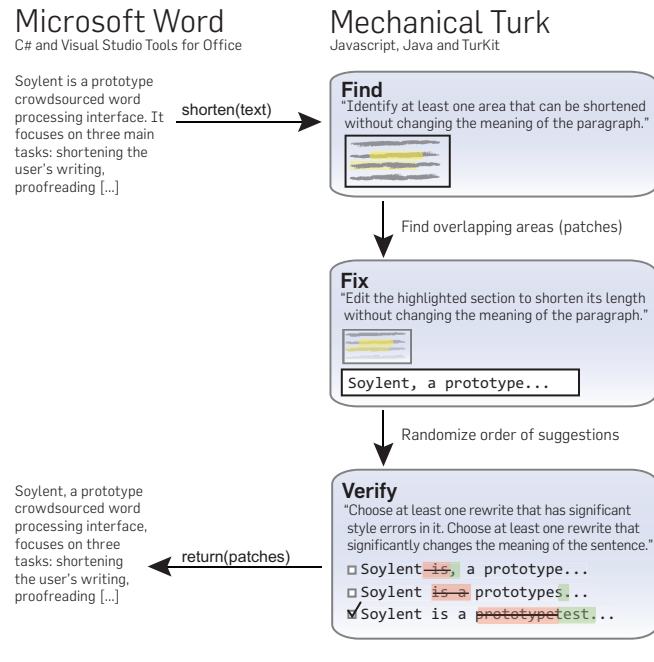 Microsoft Word
C# and Visual Studio Tools for Office
Mechanical Turk
Javascript, Java and TurKit
Soylent is a prototype
crowdsourced word
processing interface. It
focuses on three main
tasks: shortening the
user's writing,
proofreading [...]
shorten(text)
Find
“Identify at least one area that can be shortened
without changing the meaning of the paragraph.”
Find overlapping areas (patches)
Fix
“Edit the highlighted section to shorten its length
without changing the meaning of the paragraph.”
Soylent, a prototype...
Randomize order of suggestions
Verify
“Choose at least one rewrite that has significant
style errors in it. Choose at least one rewrite that
significantly changes the meaning of the sentence.”
Soylent is, a prototype...
Soylent is a prototypes...
Soylent is a prototypetest...
return(patches)
Soylent, a prototype
crowdsourced word
processing interface,
focuses on three
tasks: shortening
the user's writing,
proofreading [...]